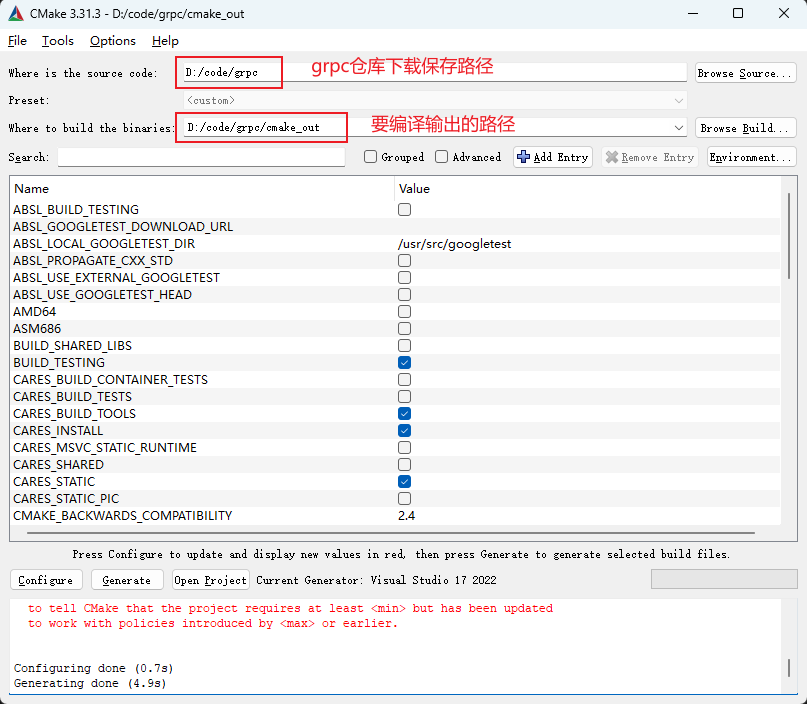 CMake 3.31.3 - D:/code/grpc/cmake_out
File Tools Options Help
Where is the source code: D:/code/grpc grpc仓库下载保存路径 Browse Source...
Preset: <custom>
Where to build the binaries: D:/code/grpc/cmake_out 要编译输出的路径 Browse Build...
Search: Grouped Advanced Add Entry Remove Entry Environment...
Name Value
ABSL_BUILD_TESTING
ABSL_GOOGLETEST_DOWNLOAD_URL
ABSL_LOCAL_GOOGLETEST_DIR /usr/src/googletest
ABSL_PROPAGATE_CXX_STD
ABSL_USE_EXTERNAL_GOOGLETEST
ABSL_USE_GOOGLETEST_HEAD
AMD64
ASM686
BUILD_SHARED_LIBS
BUILD_TESTING
CARES_BUILD_CONTAINER_TESTS
CARES_BUILD_TESTS
CARES_BUILD_TOOLS
CARES_INSTALL
CARES_MSVC_STATIC_RUNTIME
CARES_SHARED
CARES_STATIC
CARES_STATIC_PIC
CMAKE_BACKWARDS_COMPATIBILITY 2.4
Press Configure to update and display new values in red, then press Generate to generate selected build files.
Configure Generate Open Project Current Generator: Visual Studio 17 2022
to tell CMake that the project requires at least <min> but has been updated
to work with policies introduced by <max> or earlier.
Configuring done (0.7s)
Generating done (4.9s)